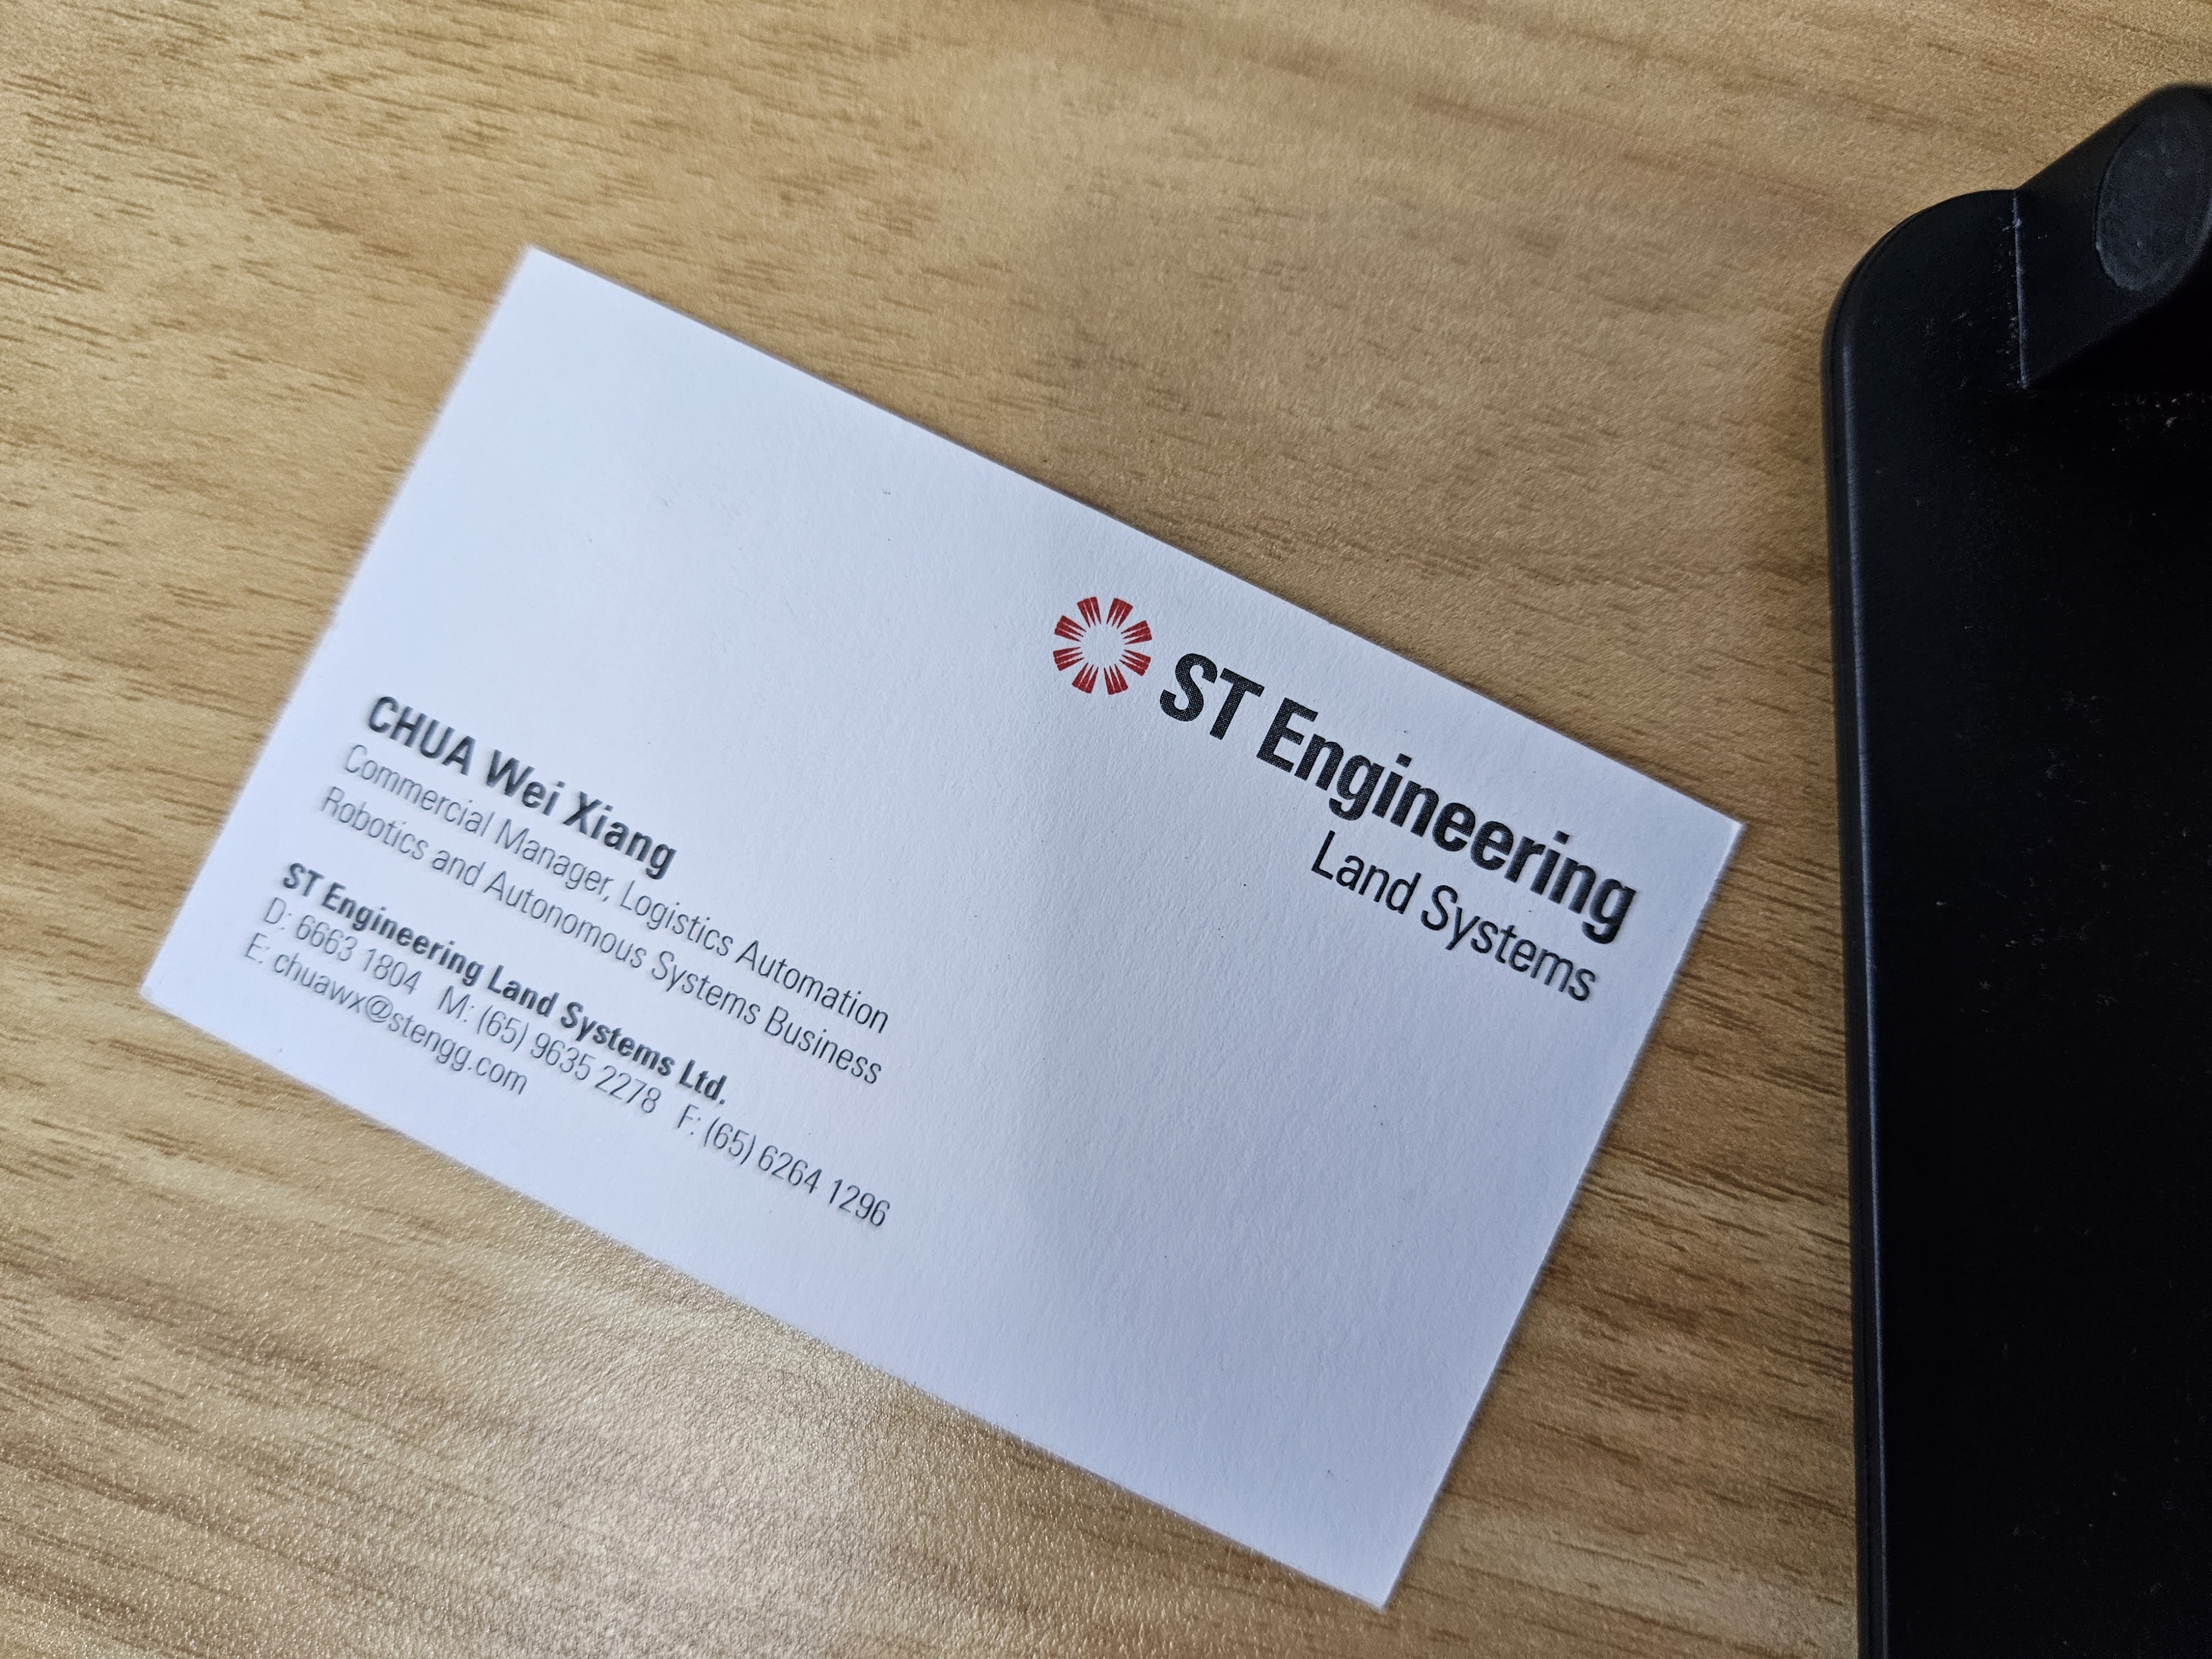 ST Engineering
Land Systems
CHUA Wei Xiang
Commercial Manager, Logistics Automation
Robotics and Autonomous Systems Business
ST Engineering Land Systems Ltd.
D: 6663 1804 M: (65) 9635 2278 F: (65) 6264 1296
E: chuawx@stengg.com